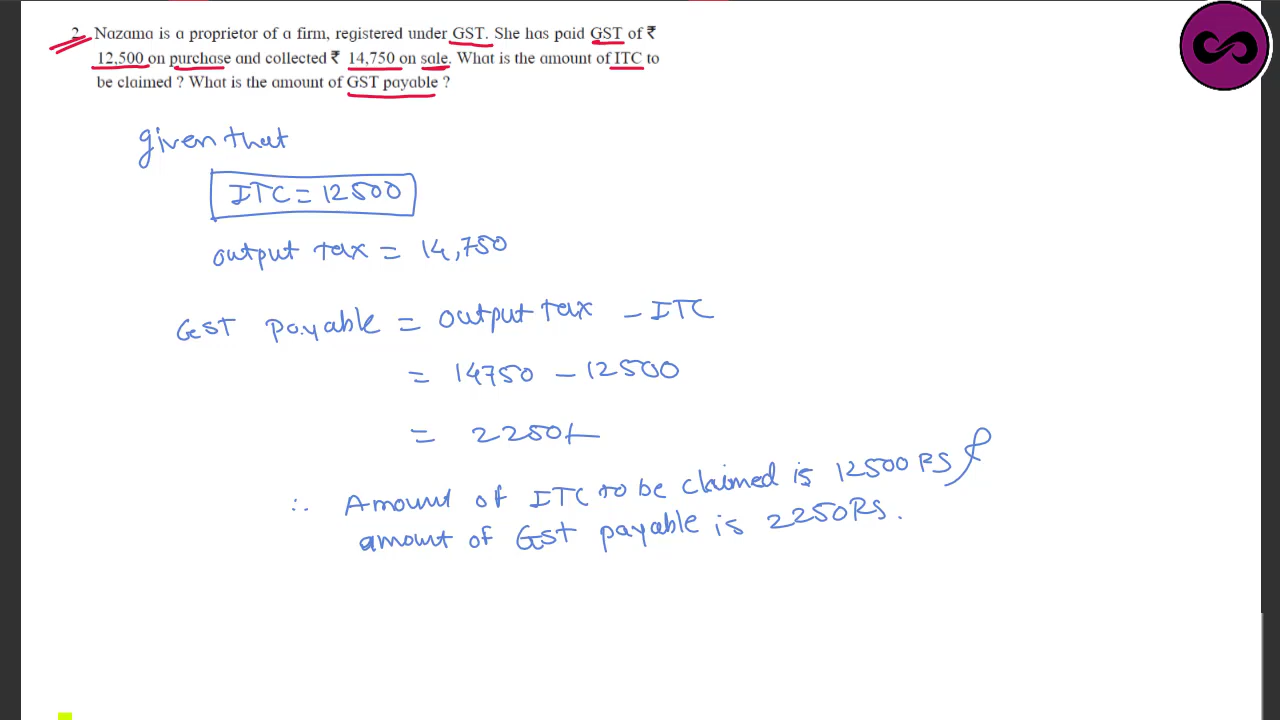 2. Nazama is a proprietor of a firm, registered under GST. She has paid GST of ₹
12,500 on purchase and collected ₹ 14,750 on sale. What is the amount of ITC to
be claimed ? What is the amount of GST payable ?
given that
ITC = 12500
output tax = 14,750
GST payable = output tax - ITC
= 14750 - 12500
= 2250/-
∴ Amount of ITC to be claimed is 12500 RS &
amount of GST payable is 2250RS.